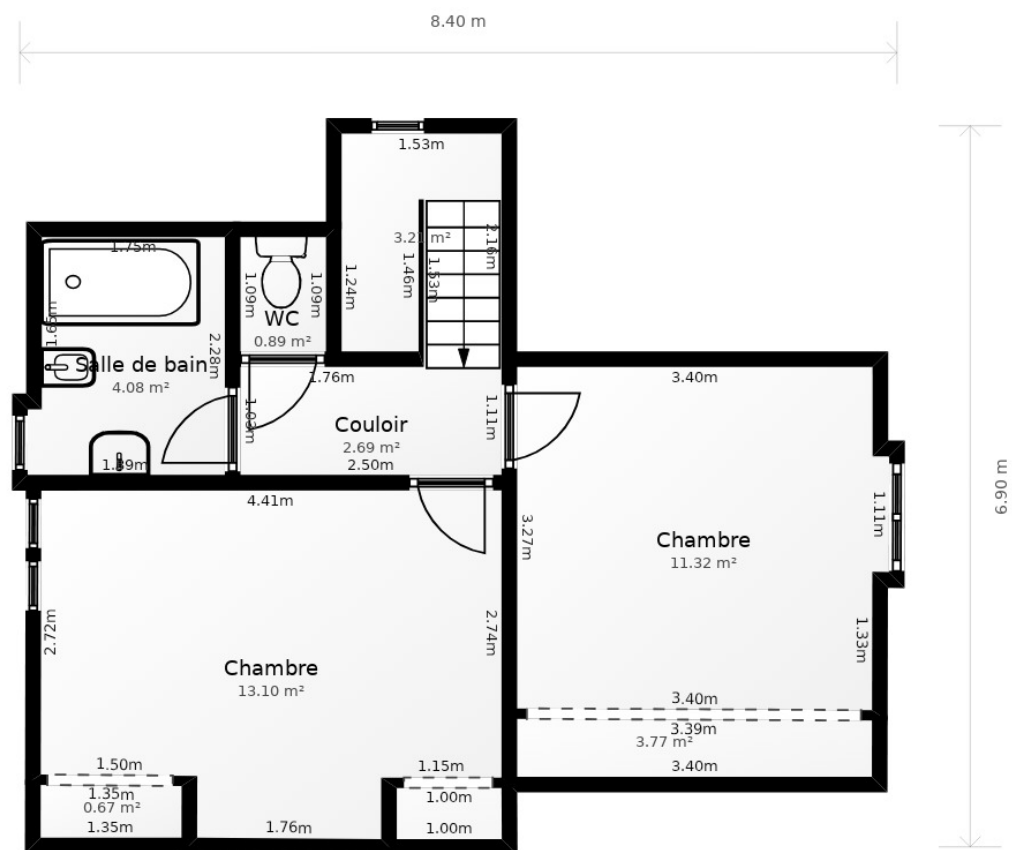 8.40 m
1.53m
3.21 m²
2.16m
1.24m
1.46m
1.53m
1.75m
1.65m
2.28m
Salle de bain
4.08 m²
1.89m
1.09m
1.09m
WC
0.89 m²
1.76m
1.03m
1.11m
Couloir
2.69 m²
2.50m
3.40m
6.90 m
4.41m
3.27m
1.11m
Chambre
11.32 m²
2.72m
2.74m
1.33m
Chambre
13.10 m²
3.40m
3.39m
3.77 m²
3.40m
1.50m
1.35m
0.67 m²
1.35m
1.15m
1.00m
1.76m
1.00m